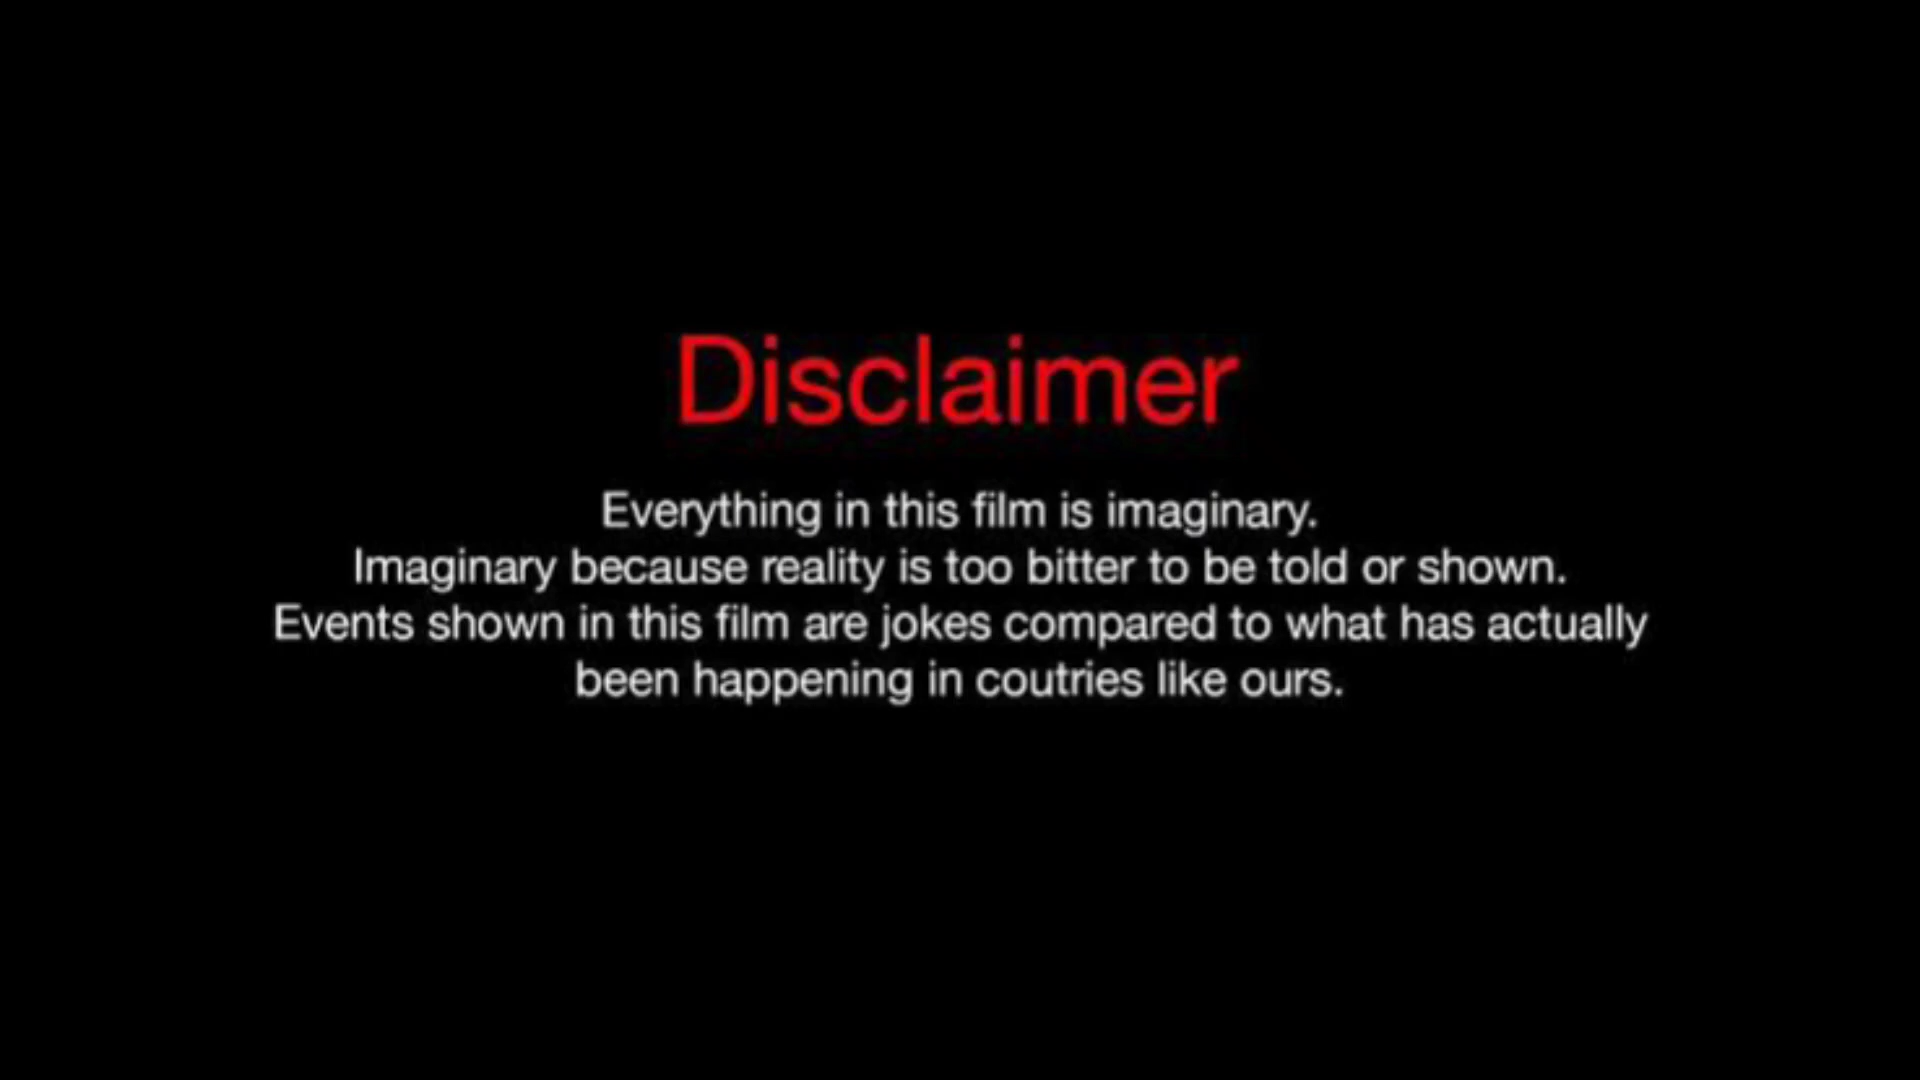 Disclaimer
Everything in this film is imaginary.
Imaginary because reality is too bitter to be told or shown.
Events shown in this film are jokes compared to what has actually
been happening in coutries like ours.